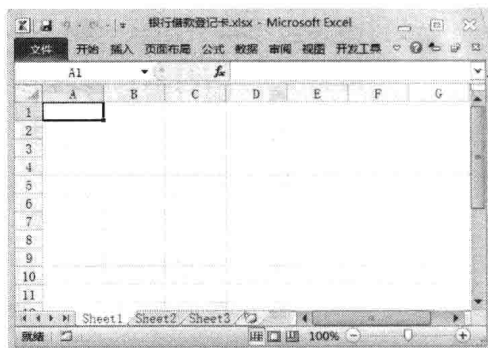 银行借款登记卡.xlsx - Microsoft Excel
文件 开始 插入 页面布局 公式 数据 审阅 视图 开发工具
A1 fx
A B C D E F G
1
2
3
4
5
6
7
8
9
10
11
Sheet1 Sheet2 Sheet3
就绪 100%